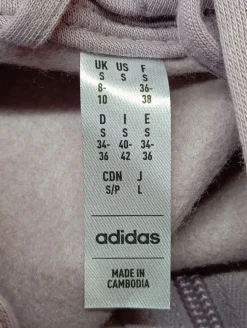 UK US F
S S S
8- 36-
10 38
D I E
S S S
34- 40- 34-
36 42 36
CDN J
S/P L
adidas
MADE IN
CAMBODIA